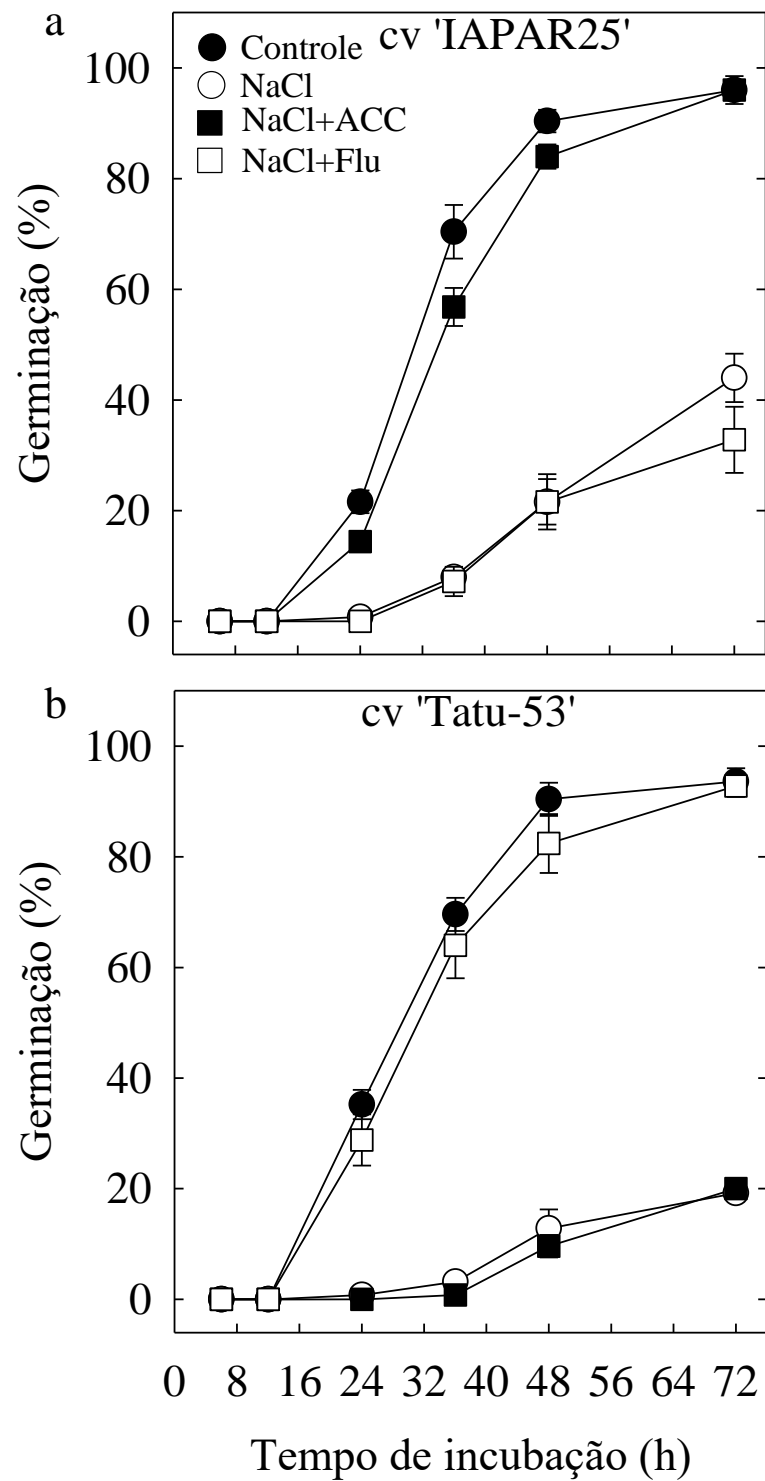 a
cv 'IAPAR25'
Controle
NaCl
NaCl+ACC
NaCl+Flu
100
80
60
40
20
0
Germinação (%)
b
cv 'Tatu-53'
100
80
60
40
20
0
Germinação (%)
0 8 16 24 32 40 48 56 64 72
Tempo de incubação (h)